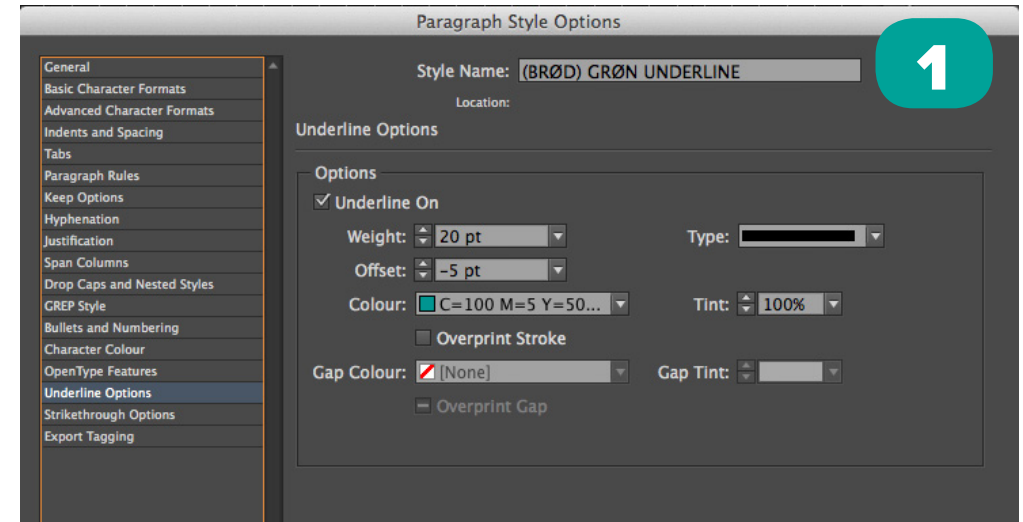 Paragraph Style Options
1
General
Basic Character Formats
Advanced Character Formats
Indents and Spacing
Tabs
Paragraph Rules
Keep Options
Hyphenation
Justification
Span Columns
Drop Caps and Nested Styles
GREP Style
Bullets and Numbering
Character Colour
OpenType Features
Underline Options
Strikethrough Options
Export Tagging
Style Name: (BRØD) GRØN UNDERLINE
Location:
Underline Options
Options
Underline On
Weight: 20 pt Type:
Offset: -5 pt
Colour: C=100 M=5 Y=50... Tint: 100%
Overprint Stroke
Gap Colour: [None] Gap Tint:
Overprint Gap